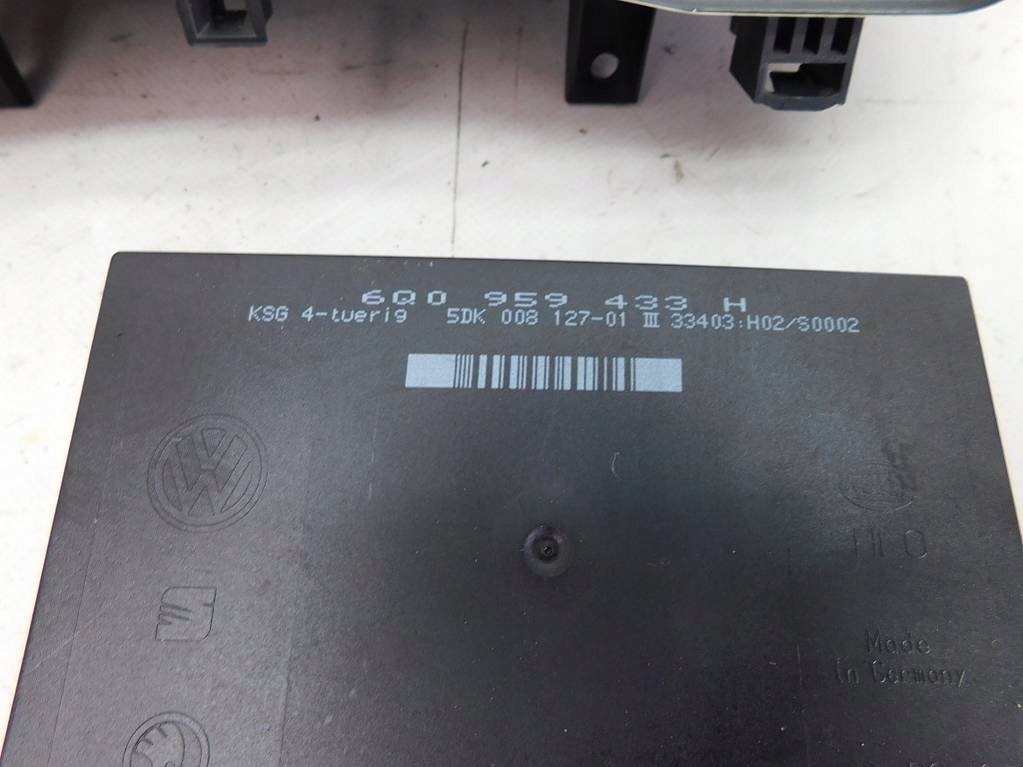 6Q0 959 433 H
KSG 4-tuerig 5DK 008 127-01 III 33403:H02/S0002
Made
in Germany